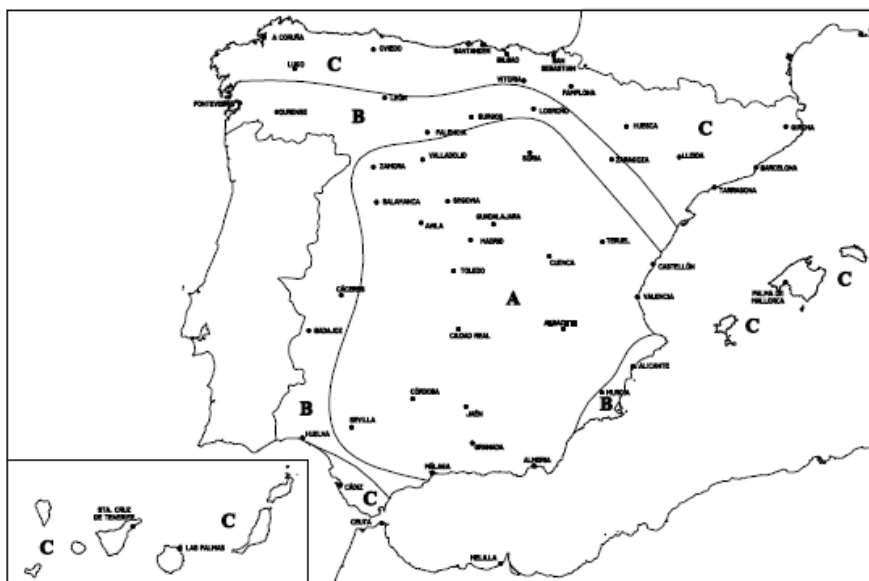 A CORUÑA
OVIEDO
SANTANDER
BILBAO
SAN
SEBASTIAN
LUGO
C
VITORIA
PAMPLONA
PONTEVEDRA
LEÓN
OURENSE
B
BURGOS
LOGROÑO
HUESCA
C
GIRONA
PALENCIA
VALLADOLID
SORIA
ZARAGOZA
LLEIDA
ZAMORA
BARCELONA
TARRAGONA
SALAMANCA
SEGOVIA
AVILA
GUADALAJARA
MADRID
TERUEL
CUENCA
TOLEDO
CASTELLÓN
C
CÁCERES
A
VALENCIA
PALMA DE
MALLORCA
C
BADAJOZ
CIUDAD REAL
ALICANTE
MURCIA
B
CÓRDOBA
JAÉN
B
SEVILLA
HUELVA
GRANADA
MÁLAGA
ALMERIA
CÁDIZ
C
CEUTA
MELILLA
STA. CRUZ
DE TENERIFE
C
C
LAS PALMAS